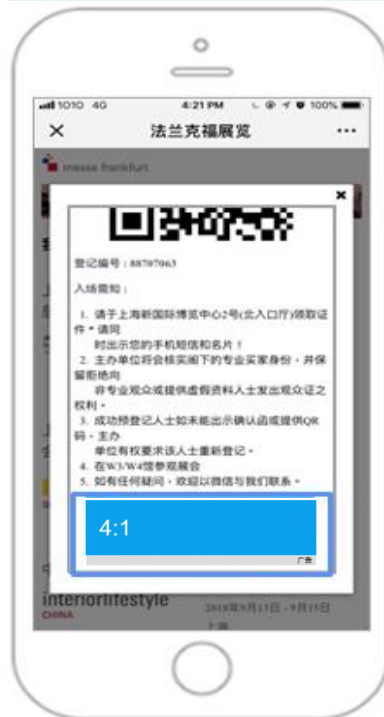 1010 4G 4:21 PM 100%
× 法兰克福展览 ···
messe frankfurt
×
登记编号：88707063
入场需知：
1. 请于上海新国际博览中心2号(北入口厅)领取证
件*请同
时出示您的手机短信和名片！
2. 主办单位将会核实阁下的专业买家身份，并保
留拒绝向
非专业观众或提供虚假资料人士发出观众证之
权利。
3. 成功预登记人士如未能出示确认函或提供QR
码，主办
单位有权要求该人士重新登记。
4. 在W3/W4馆参观展会
5. 如有任何疑问，欢迎以微信与我们联系。
4:1
广告
interiorlifestyle
CHINA
2018年9月13日 - 9月15日
上海